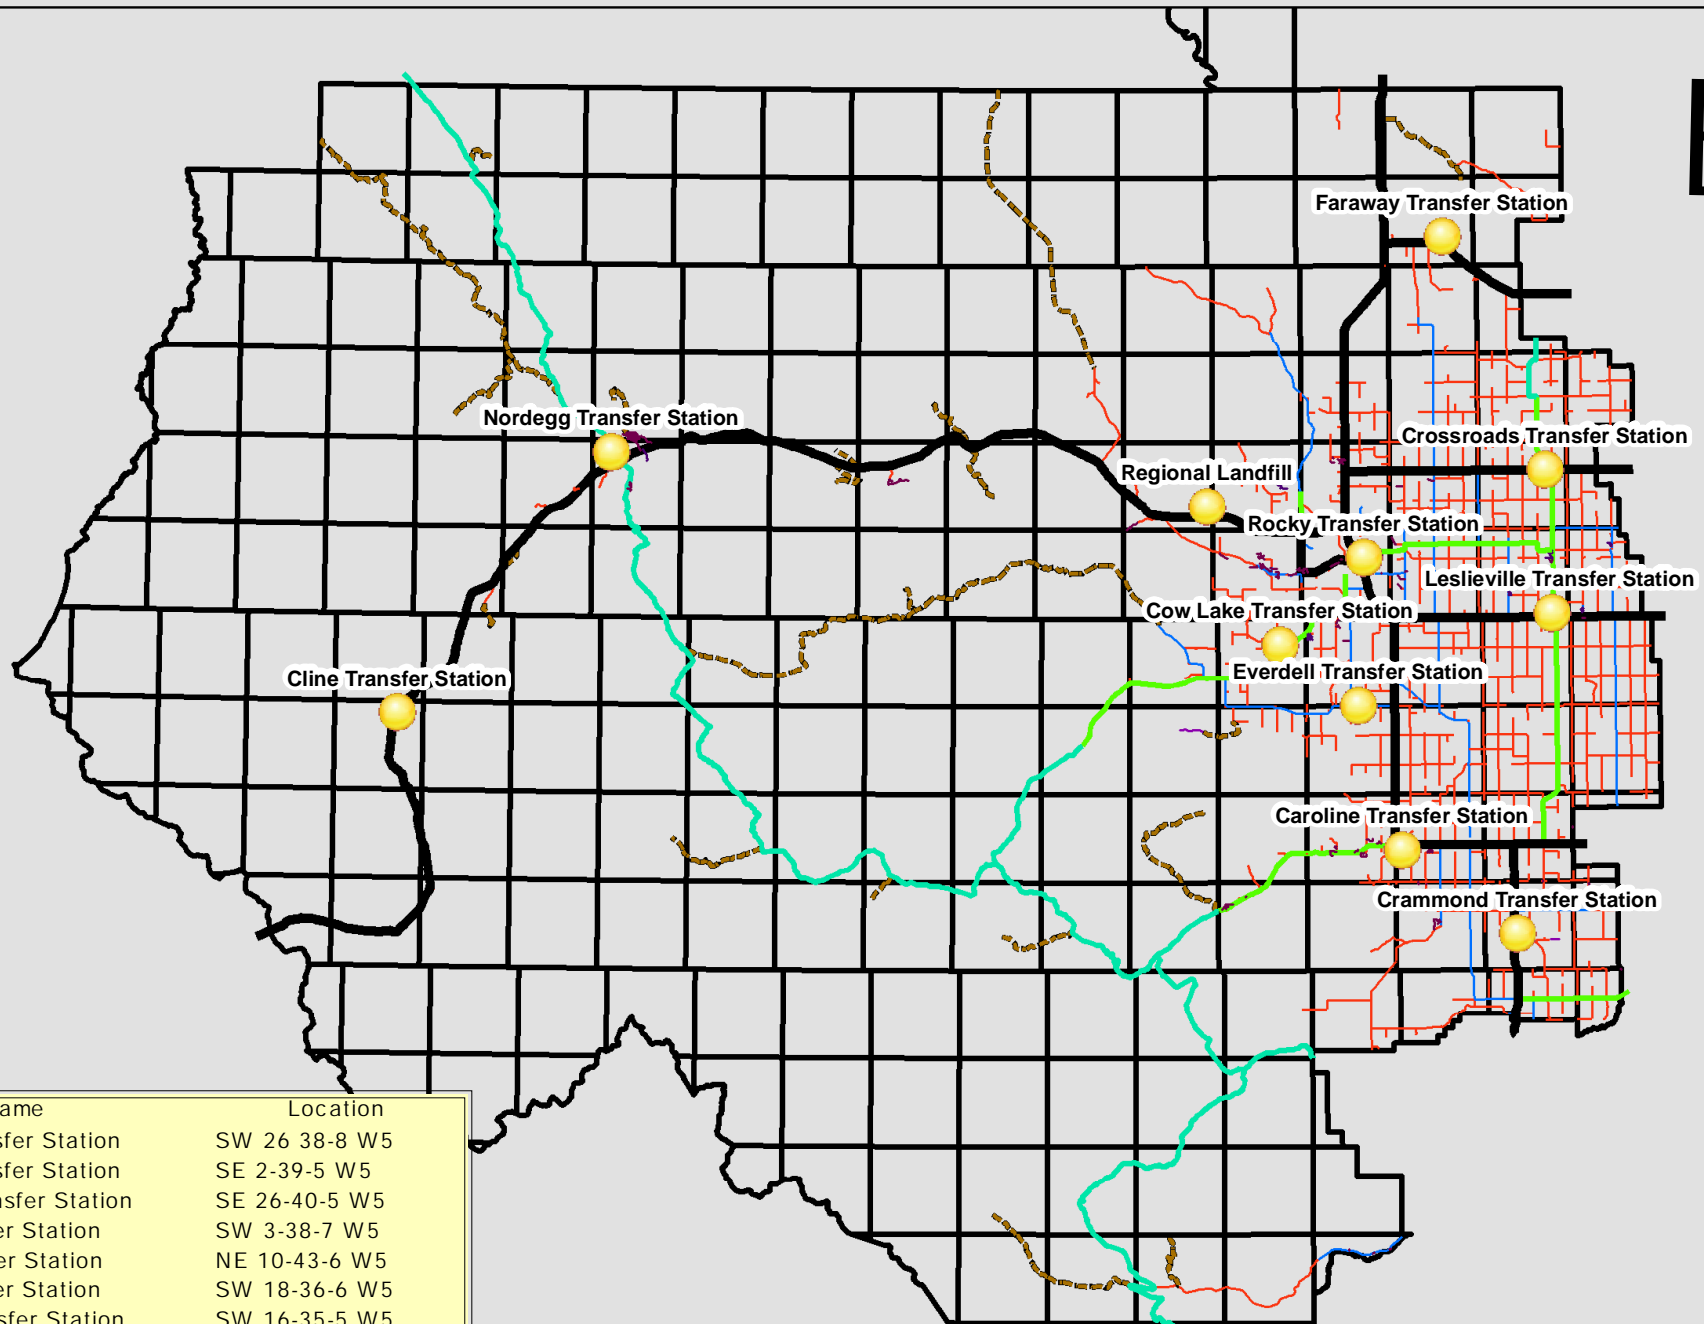 Faraway Transfer Station
Nordegg Transfer Station
Crossroads Transfer Station
Regional Landfill
Rocky Transfer Station
Leslieville Transfer Station
Cow Lake Transfer Station
Everdell Transfer Station
Cline Transfer Station
Caroline Transfer Station
Crammond Transfer Station
ame Location
sfer Station SW 26 38-8 W5
sfer Station SE 2-39-5 W5
nsfer Station SE 26-40-5 W5
er Station SW 3-38-7 W5
er Station NE 10-43-6 W5
er Station SW 18-36-6 W5
sfer Station SW 16-35-5 W5